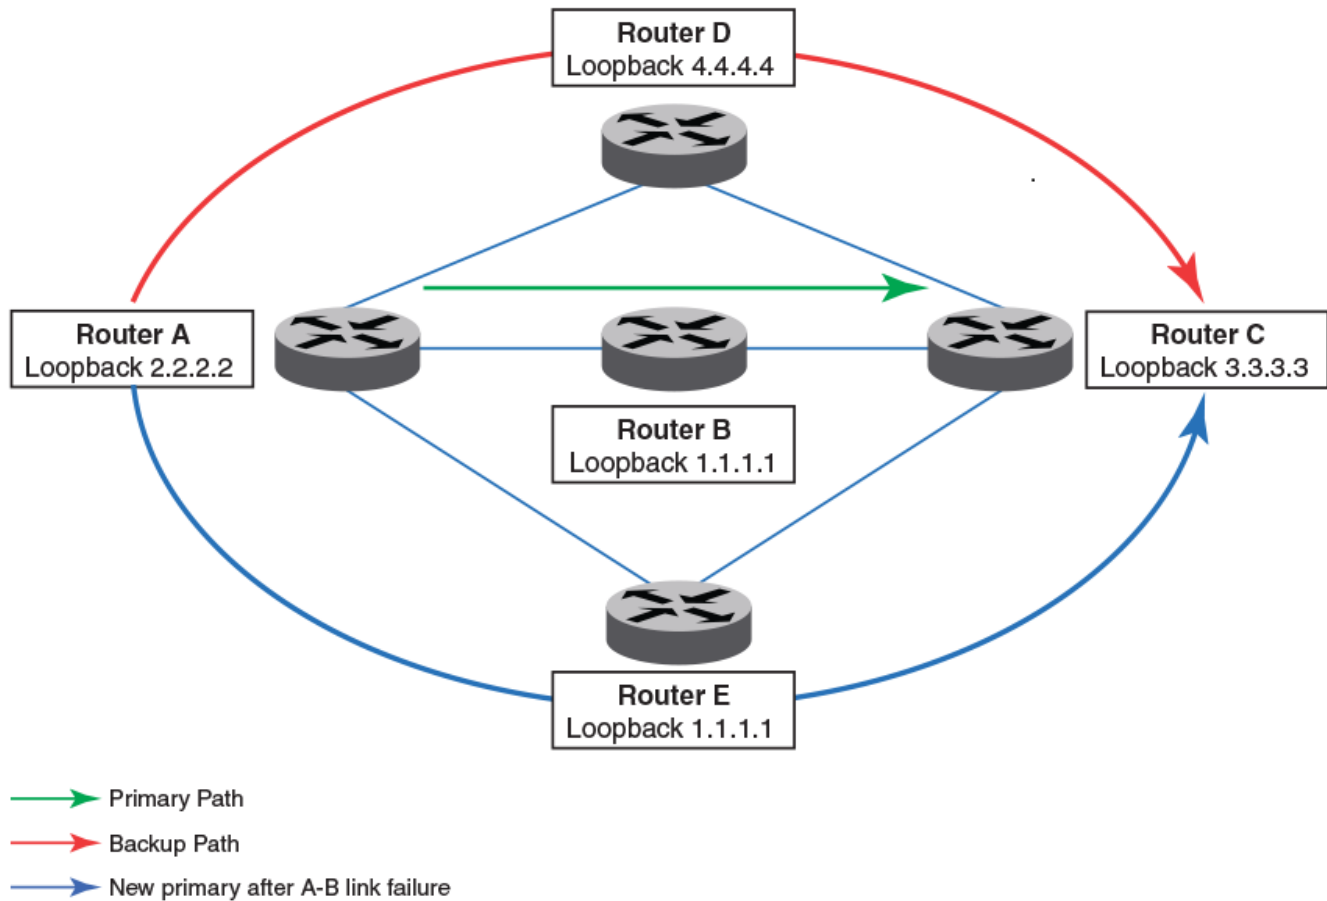 Router D
Loopback 4.4.4.4
Router A
Loopback 2.2.2.2
Router C
Loopback 3.3.3.3
Router B
Loopback 1.1.1.1
Router E
Loopback 1.1.1.1
Primary Path
Backup Path
New primary after A-B link failure